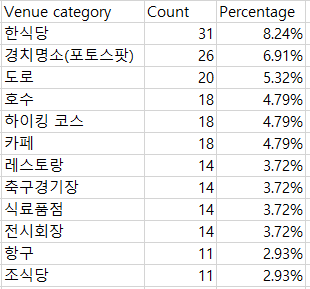 Venue category Count Percentage
한식당 31 8.24%
경치명소(포토스팟) 26 6.91%
도로 20 5.32%
호수 18 4.79%
하이킹 코스 18 4.79%
카페 18 4.79%
레스토랑 14 3.72%
축구경기장 14 3.72%
식료품점 14 3.72%
전시회장 14 3.72%
항구 11 2.93%
조식당 11 2.93%